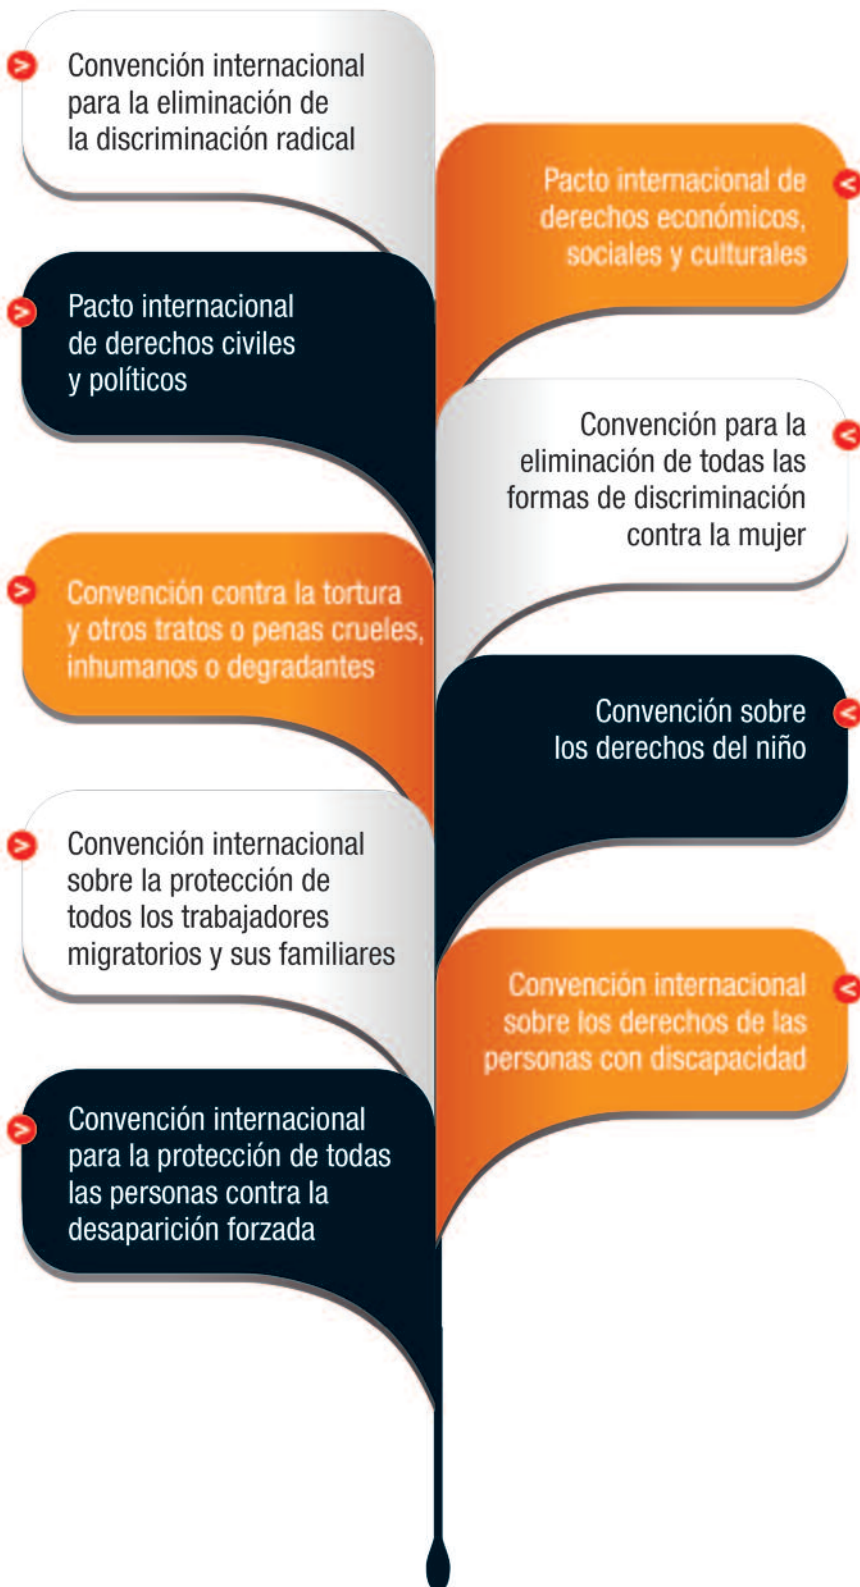 Convención internacional
para la eliminación de
la discriminación radical
Pacto internacional de
derechos económicos,
sociales y culturales
Pacto internacional
de derechos civiles
y políticos
Convención para la
eliminación de todas las
formas de discriminación
contra la mujer
Convención contra la tortura
y otros tratos o penas crueles,
inhumanos o degradantes
Convención sobre
los derechos del niño
Convención internacional
sobre la protección de
todos los trabajadores
migratorios y sus familiares
Convención internacional
sobre los derechos de las
personas con discapacidad
Convención internacional
para la protección de todas
las personas contra la
desaparición forzada